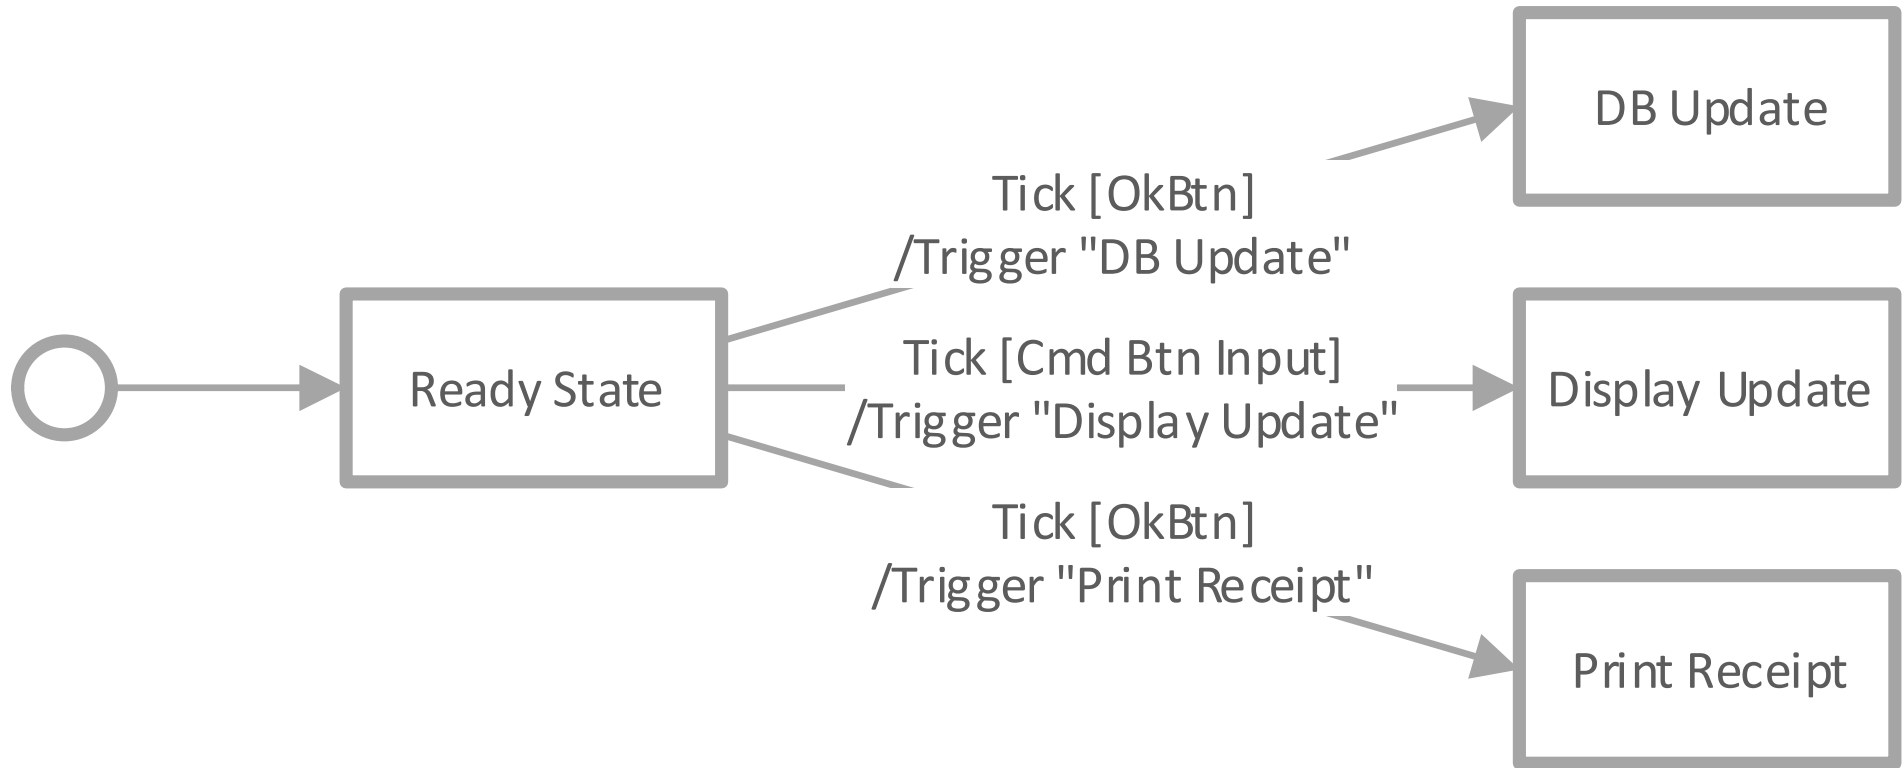 DB Update
Tick [OkBtn]
/Trigger "DB Update"
Ready State
Tick [Cmd Btn Input]
/Trigger "Display Update"
Display Update
Tick [OkBtn]
/Trigger "Print Receipt"
Print Receipt